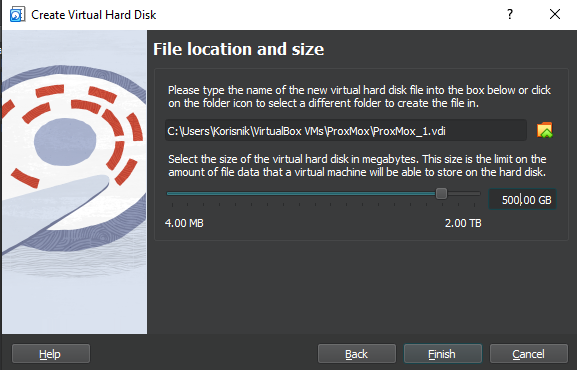 Create Virtual Hard Disk
?
File location and size
Please type the name of the new virtual hard disk file into the box below or click
on the folder icon to select a different folder to create the file in.
C:\Users\Korisnik\VirtualBox VMs\ProxMox\ProxMox_1.vdi
Select the size of the virtual hard disk in megabytes. This size is the limit on the
amount of file data that a virtual machine will be able to store on the hard disk.
500,00 GB
4.00 MB 2.00 TB
Help Back Finish Cancel